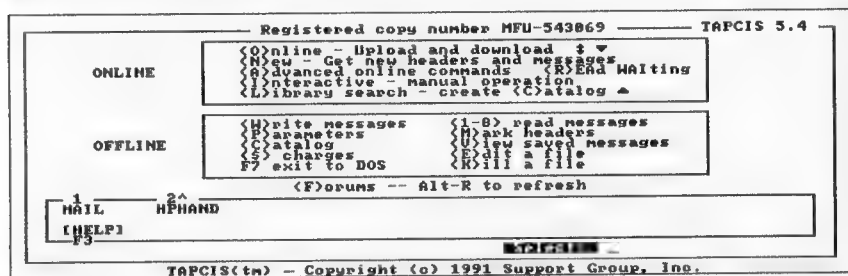 Registered copy number MFU-543069 TAPCIS 5.4
ONLINE
<O>nline - Upload and download $ ▼
<N>ew - Get new headers and messages
<A>dvanced online commands <R>EAd WAIting
<I>nteractive - manual operation
<L>ibrary search - create <C>atalog ▲
OFFLINE
<W>rite messages <1-8> read messages
<P>arameters <M>ark headers
<C>atalog <V>iew saved messages
<$> charges <E>dit a file
F7 exit to DOS <K>ill a file
<F>orums -- Alt-R to refresh
1 2^
MAIL HPHAND
[HELP]
F3
TAPCIS(tm) - Copyright (c) 1991 Support Group, Inc.